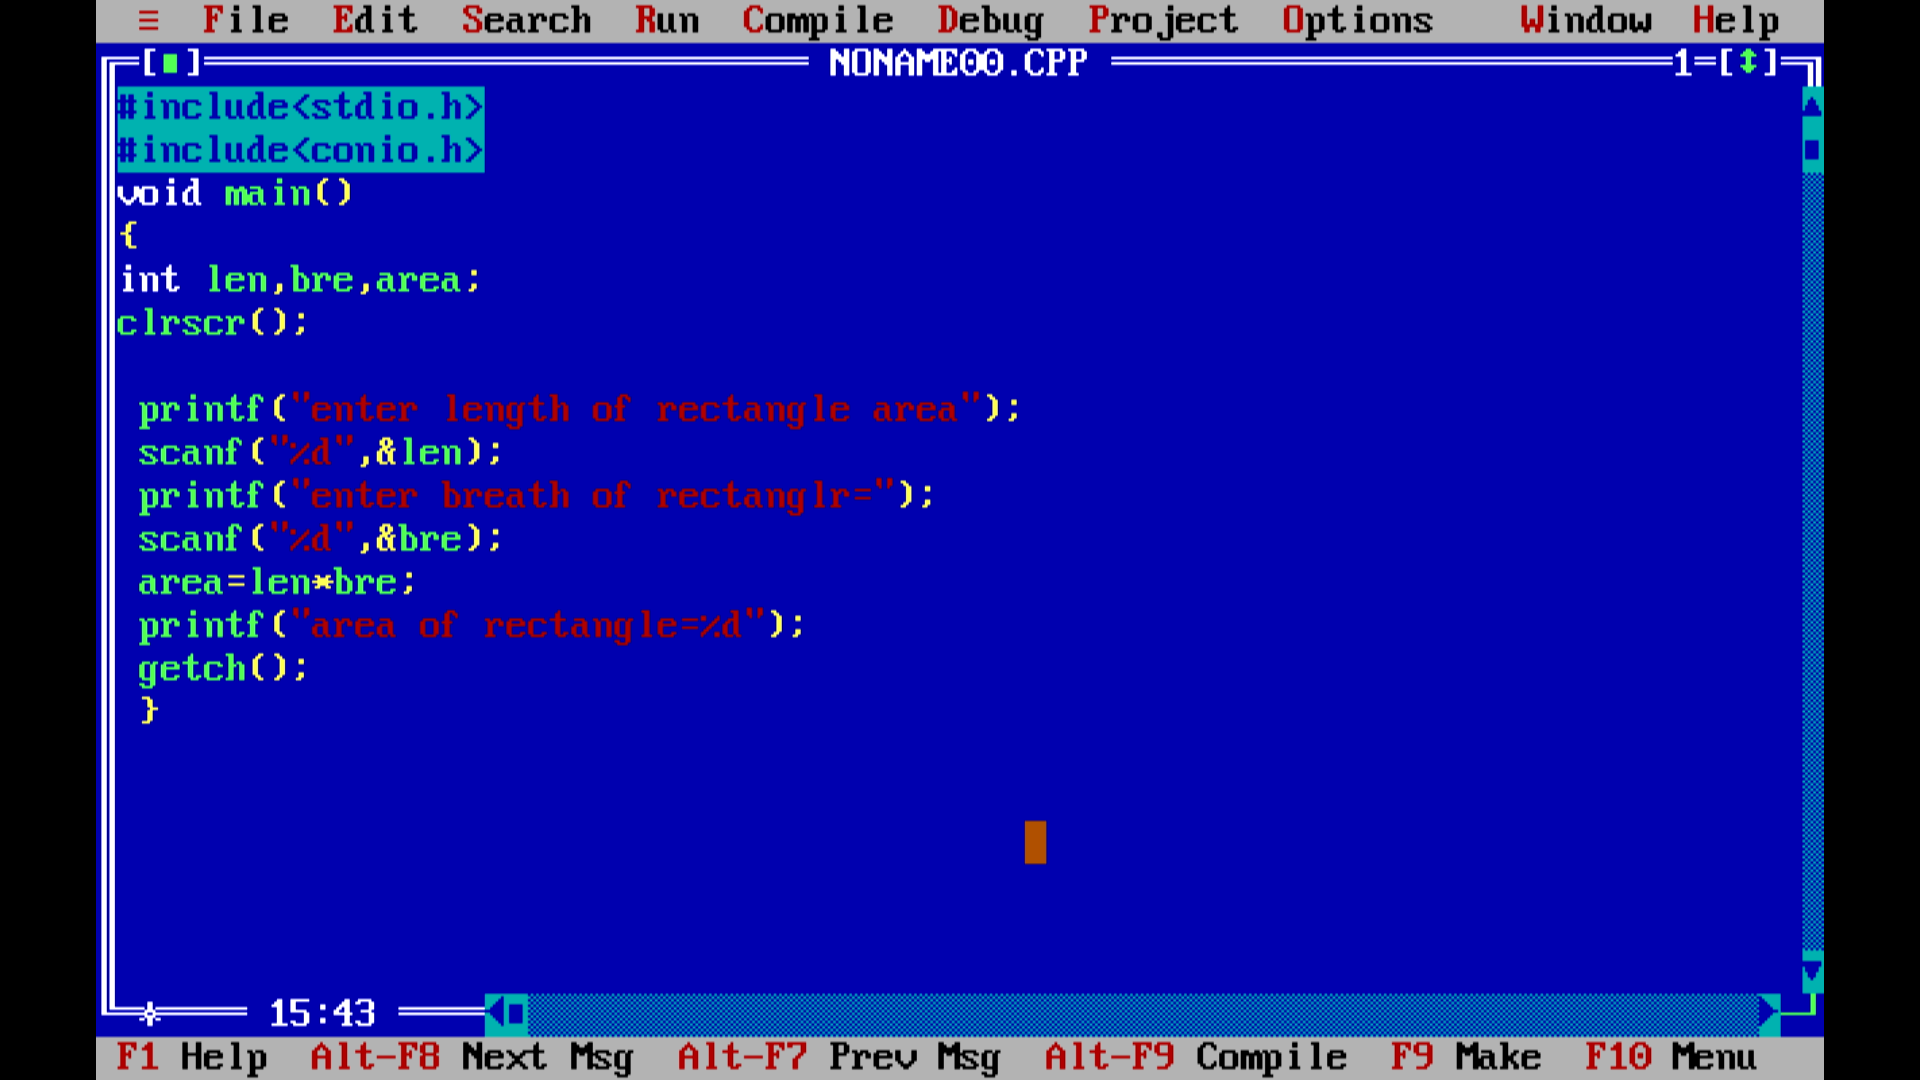 ≡ File Edit Search Run Compile Debug Project Options Window Help
[■] NONAME00.CPP 1=[↕]
#include<stdio.h>
#include<conio.h>
void main()
{
int len,bre,area;
clrscr();
printf("enter length of rectangle area");
scanf("%d",&len);
printf("enter breath of rectanglr=");
scanf("%d",&bre);
area=len*bre;
printf("area of rectangle=%d");
getch();
}
15:43
F1 Help Alt-F8 Next Msg Alt-F7 Prev Msg Alt-F9 Compile F9 Make F10 Menu